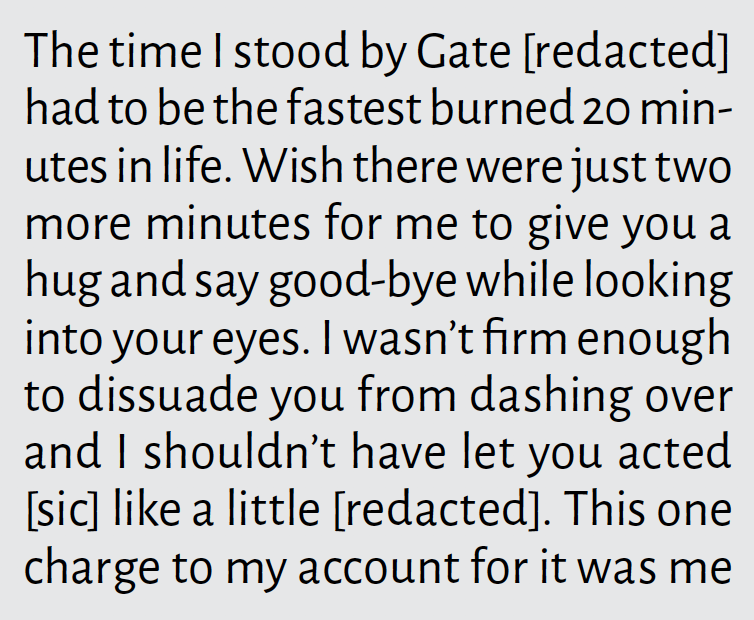 The time I stood by Gate [redacted]
had to be the fastest burned 20 min-
utes in life. Wish there were just two
more minutes for me to give you a
hug and say good-bye while looking
into your eyes. I wasn’t firm enough
to dissuade you from dashing over
and I shouldn’t have let you acted
[sic] like a little [redacted]. This one
charge to my account for it was me